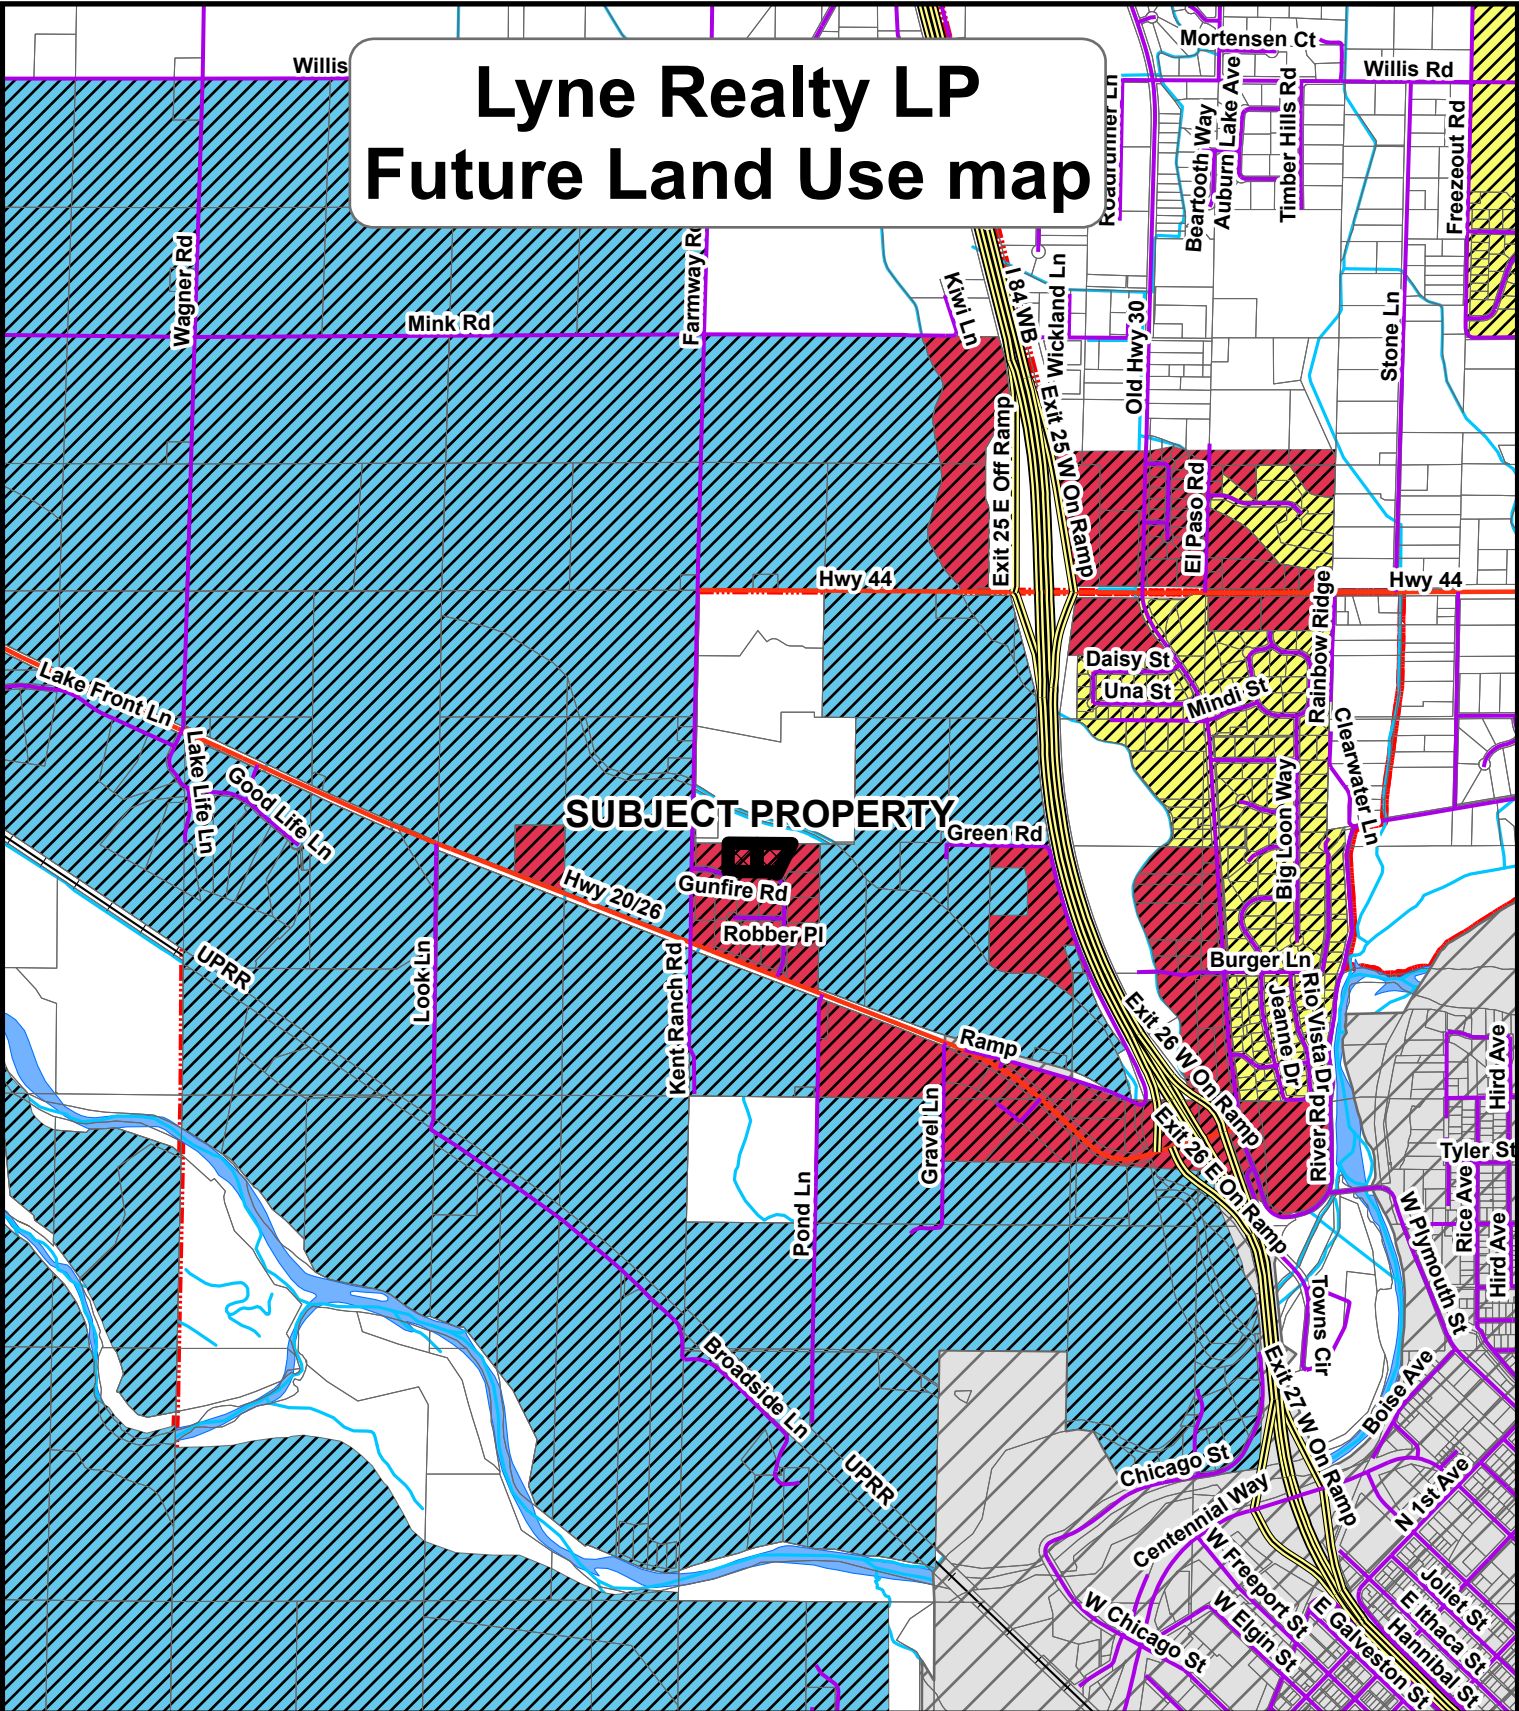 Lyne Realty LP
Future Land Use map
Willis
Mortensen Ct
Willis Rd
Roadrunner Ln
Beartooth Way
Auburn Lake Ave
Timber Hills Rd
Freezeout Rd
Wagner Rd
Farmway Rd
Mink Rd
Kiwi Ln
I 84 WB
Wickland Ln
Old Hwy 30
Stone Ln
Exit 25 E Off Ramp
Exit 25 W On Ramp
El Paso Rd
Hwy 44
Hwy 44
Rainbow Ridge
Daisy St
Una St
Mindi St
Lake Front Ln
Lake Life Ln
Good Life Ln
Clearwater Ln
Big Loon Way
SUBJECT PROPERTY
Green Rd
Gunfire Rd
Hwy 20/26
Robber Pl
Look Ln
Kent Ranch Rd
UPRR
Burger Ln
Jeanne Dr
Rio Vista Dr
River Rd
Exit 26 W On Ramp
Ramp
Gravel Ln
Hird Ave
Tyler St
Exit 26 E On Ramp
Pond Ln
Rice Ave
Hird Ave
W Plymouth St
Towns Cir
Broadside Ln
Exit 27 W On Ramp
Boise Ave
UPRR
Chicago St
Centennial Way
N 1st Ave
W Freeport St
W Elgin St
W Chicago St
Joliet St
E Ithaca St
Hannibal St
E Galveston St